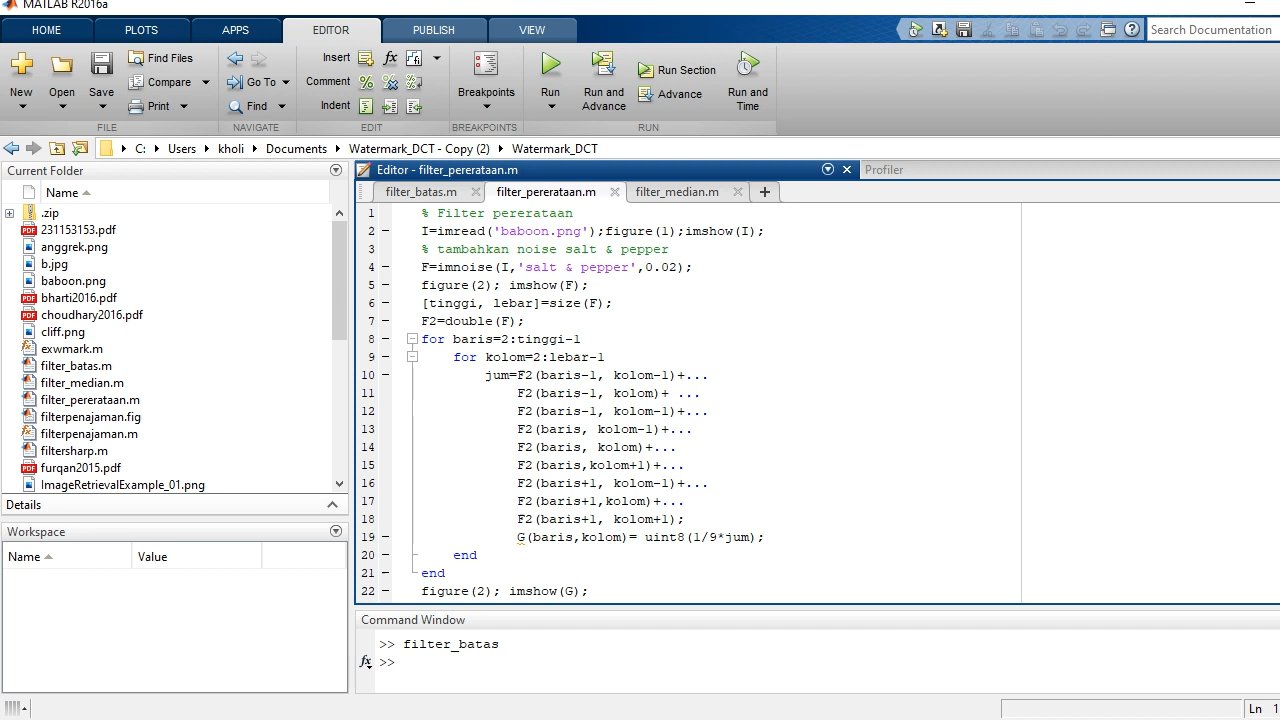 MATLAB R2016a
HOME PLOTS APPS EDITOR PUBLISH VIEW
Search Documentation
New
Open
Save
Find Files
Compare
Print
FILE
Go To
Find
NAVIGATE
Insert
Comment
Indent
EDIT
Breakpoints
BREAKPOINTS
Run
Run and Advance
Run Section
Advance
Run and Time
RUN
C: Users kholi Documents Watermark_DCT - Copy (2) Watermark_DCT
Current Folder
Name
.zip
231153153.pdf
anggrek.png
b.jpg
baboon.png
bharti2016.pdf
choudhary2016.pdf
cliff.png
exwmark.m
filter_batas.m
filter_median.m
filter_pererataan.m
filterpenajaman.fig
filterpenajaman.m
filtersharp.m
furqan2015.pdf
ImageRetrievalExample_01.png
Details
Workspace
Name Value
Editor - filter_pererataan.m
Profiler
filter_batas.m filter_pererataan.m filter_median.m
1 % Filter pererataan
2 I=imread('baboon.png');figure(1);imshow(I);
3 % tambahkan noise salt & pepper
4 F=imnoise(I,'salt & pepper',0.02);
5 figure(2); imshow(F);
6 [tinggi, lebar]=size(F);
7 F2=double(F);
8 for baris=2:tinggi-1
9 for kolom=2:lebar-1
10 jum=F2(baris-1, kolom-1)+...
11 F2(baris-1, kolom)+ ...
12 F2(baris-1, kolom-1)+...
13 F2(baris, kolom-1)+...
14 F2(baris, kolom)+...
15 F2(baris,kolom+1)+...
16 F2(baris+1, kolom-1)+...
17 F2(baris+1,kolom)+...
18 F2(baris+1, kolom+1);
19 G(baris,kolom)= uint8(1/9*jum);
20 end
21 end
22 figure(2); imshow(G);
Command Window
>> filter_batas
fx >>
Ln 1